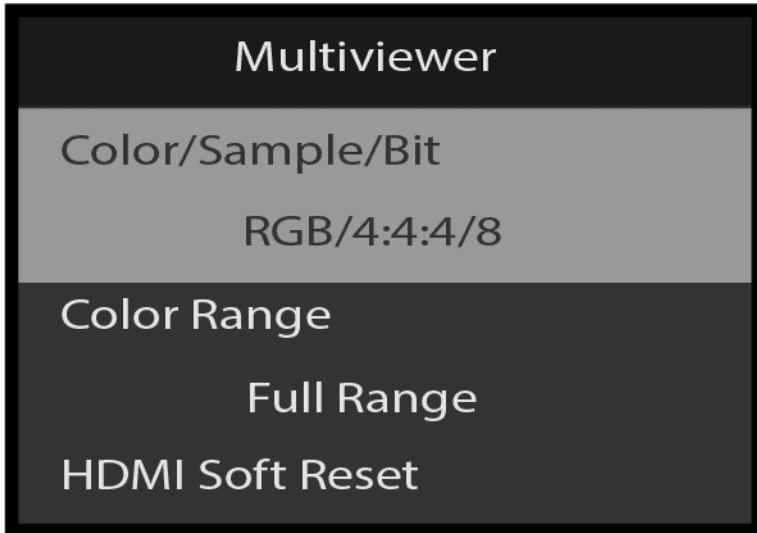 Multiviewer
Color/Sample/Bit
RGB/4:4:4/8
Color Range
Full Range
HDMI Soft Reset